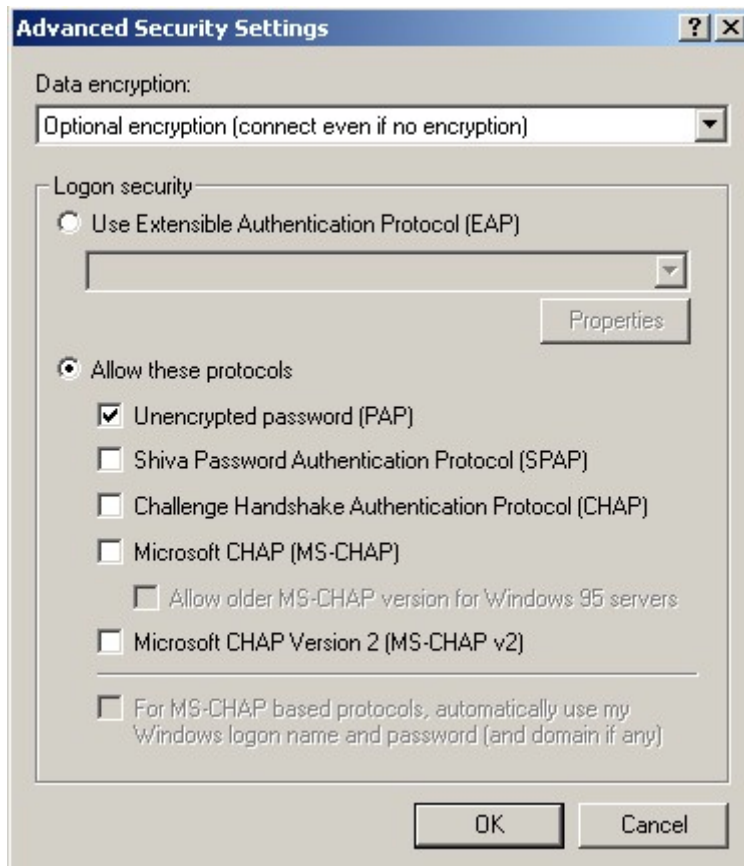 Advanced Security Settings
Data encryption:
Optional encryption (connect even if no encryption)
Logon security
Use Extensible Authentication Protocol (EAP)
Properties
Allow these protocols
Unencrypted password (PAP)
Shiva Password Authentication Protocol (SPAP)
Challenge Handshake Authentication Protocol (CHAP)
Microsoft CHAP (MS-CHAP)
Allow older MS-CHAP version for Windows 95 servers
Microsoft CHAP Version 2 (MS-CHAP v2)
For MS-CHAP based protocols, automatically use my
Windows logon name and password (and domain if any)
OK Cancel